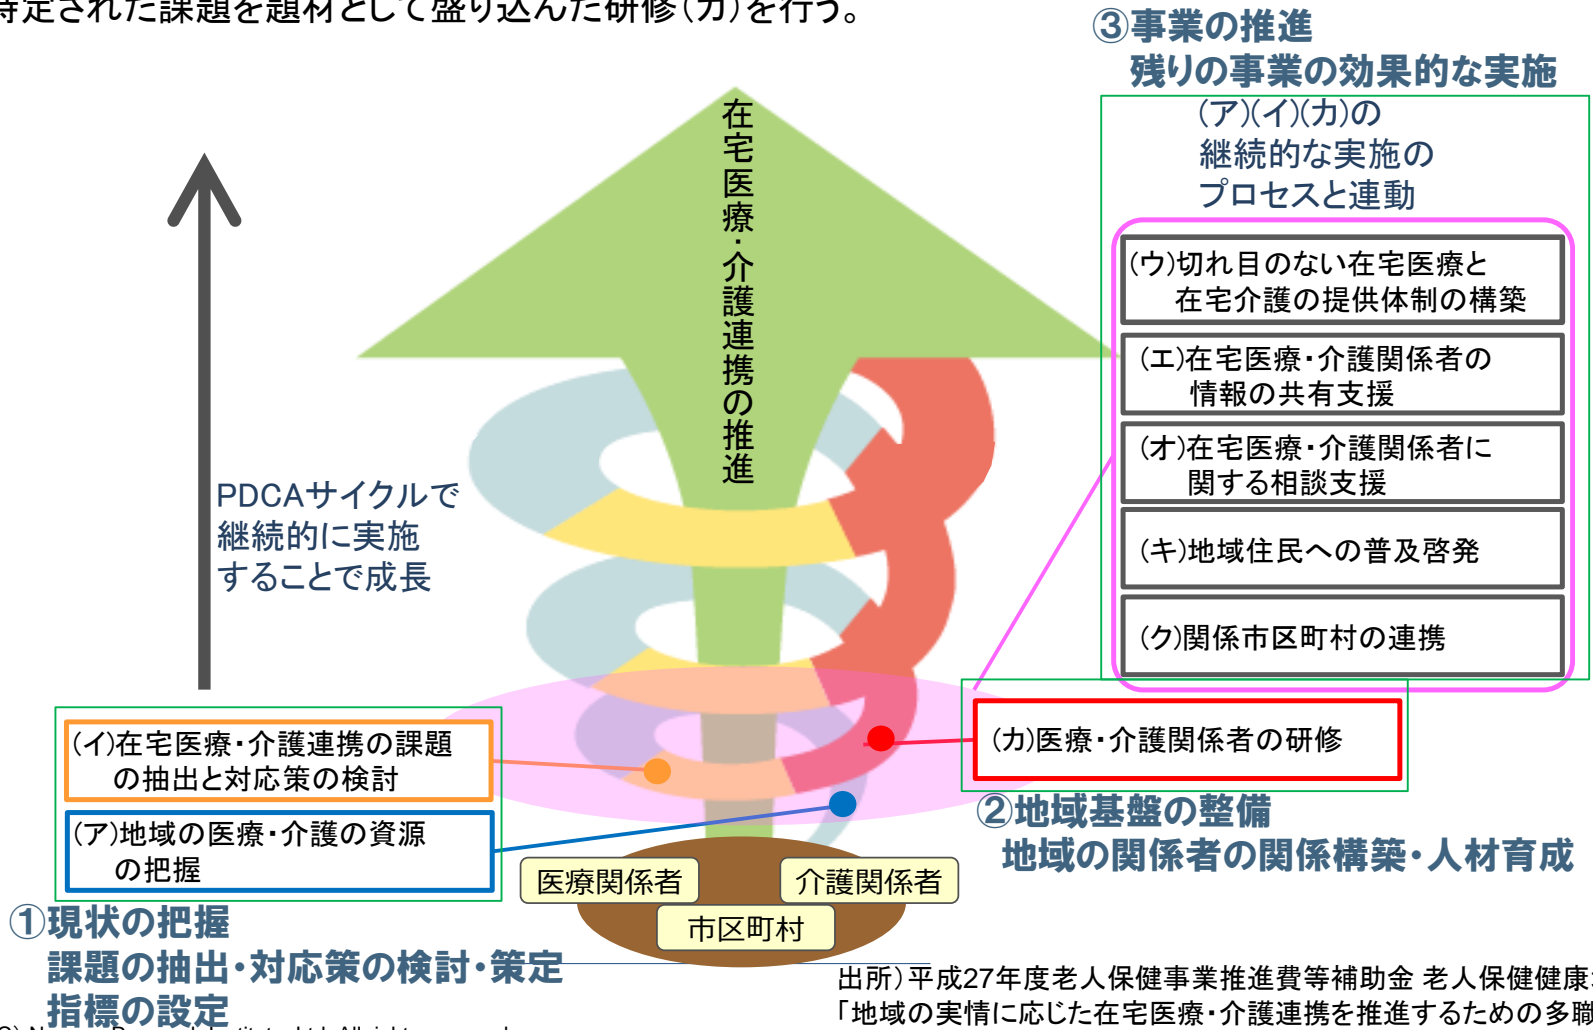 特定された課題を題材として盛り込んだ研修（カ）を行う。
③事業の推進
残りの事業の効果的な実施
(ア)(イ)(カ)の
継続的な実施の
プロセスと連動
在宅医療・介護連携の推進
(ウ)切れ目のない在宅医療と
在宅介護の提供体制の構築
(エ)在宅医療・介護関係者の
情報の共有支援
(オ)在宅医療・介護関係者に
関する相談支援
(キ)地域住民への普及啓発
(ク)関係市区町村の連携
PDCAサイクルで
継続的に実施
することで成長
(イ)在宅医療・介護連携の課題
の抽出と対応策の検討
(ア)地域の医療・介護の資源
の把握
(カ)医療・介護関係者の研修
②地域基盤の整備
地域の関係者の関係構築・人材育成
医療関係者
介護関係者
市区町村
①現状の把握
課題の抽出・対応策の検討・策定
指標の設定
出所）平成27年度老人保健事業推進費等補助金 老人保健健康
「地域の実情に応じた在宅医療・介護連携を推進するための多職